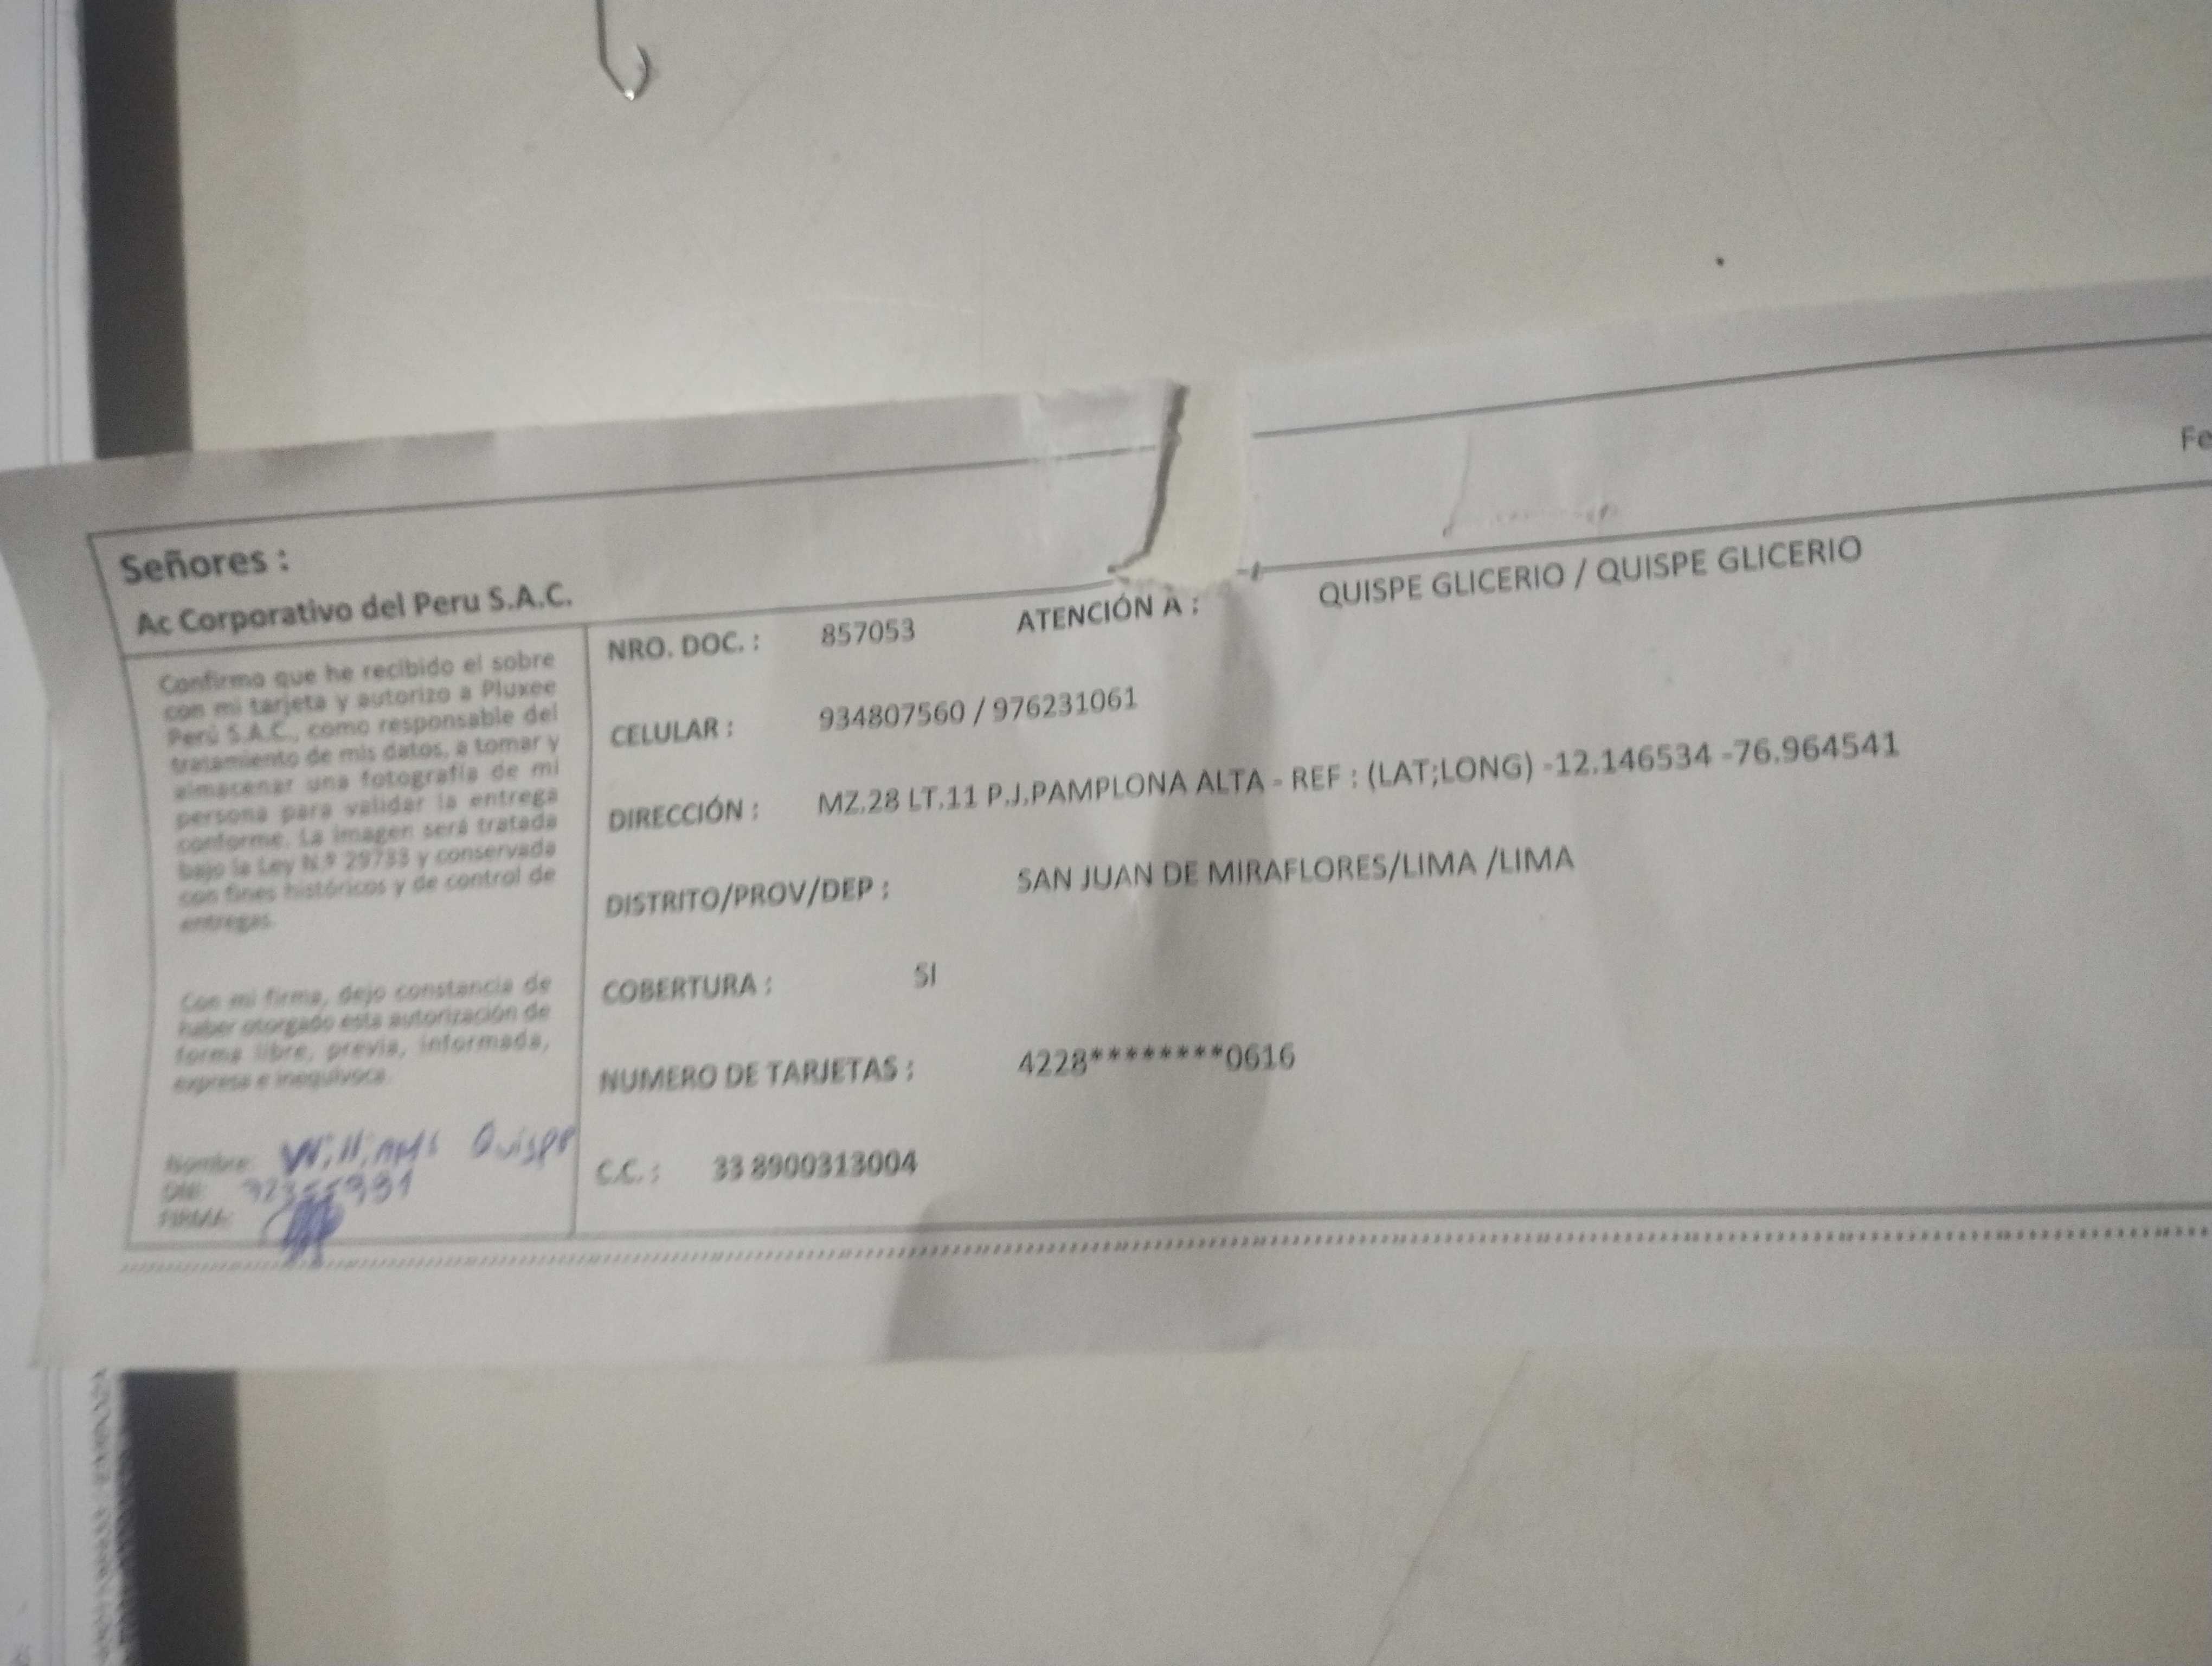 Fe
Señores :
Ac Corporativo del Peru S.A.C.
Confirmo que he recibido el sobre
con mi tarjeta y autorizo a Pluxee
Perú S.A.C., como responsable del
tratamiento de mis datos, a tomar y
almacenar una fotografía de mi
persona para validar la entrega
conforme. La imagen será tratada
bajo la Ley N.º 29733 y conservada
con fines históricos y de control de
entregas.
Con mi firma, dejo constancia de
haber otorgado esta autorización de
forma libre, previa, informada,
expresa e inequívoca.
Nombre: Williams Quispe
DNI:
FIRMA:
NRO. DOC. : 857053 ATENCIÓN A : QUISPE GLICERIO / QUISPE GLICERIO
CELULAR : 934807560 / 976231061
DIRECCIÓN : MZ.28 LT.11 P.J.PAMPLONA ALTA - REF : (LAT;LONG) -12.146534 -76.964541
DISTRITO/PROV/DEP : SAN JUAN DE MIRAFLORES/LIMA /LIMA
COBERTURA : SI
NUMERO DE TARJETAS : 4228********0616
C.C. : 33 8900313004